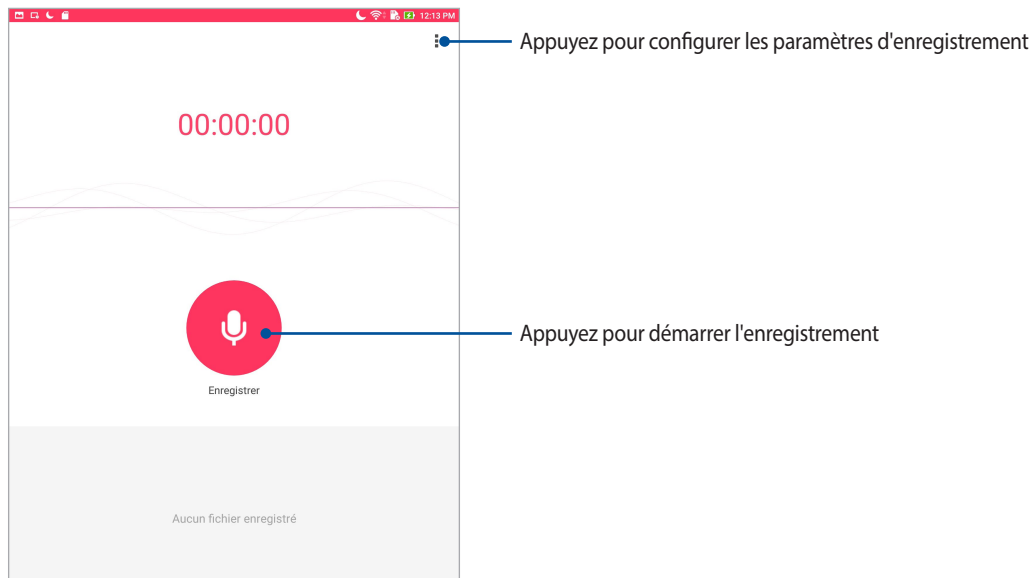 12:13 PM
Appuyez pour configurer les paramètres d'enregistrement
00:00:00
Appuyez pour démarrer l'enregistrement
Enregistrer
Aucun fichier enregistré